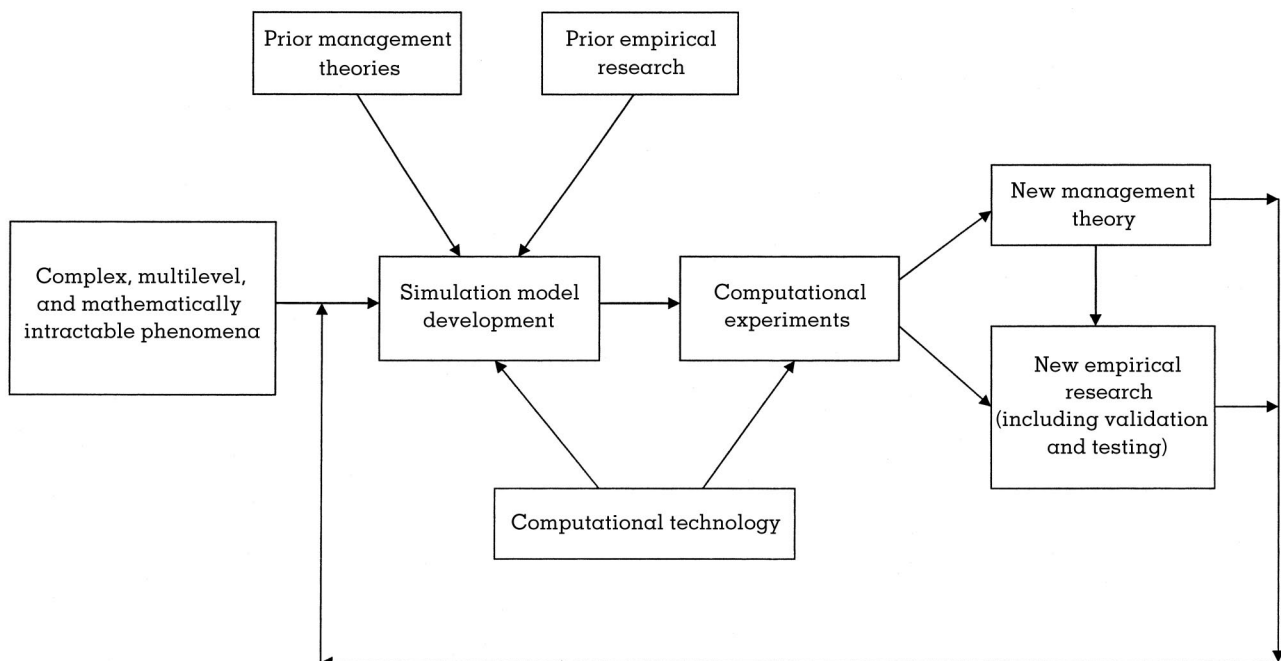 Prior management
theories
Prior empirical
research
New management
theory
Complex, multilevel,
and mathematically
intractable phenomena
Simulation model
development
Computational
experiments
New empirical
research
(including validation
and testing)
Computational technology